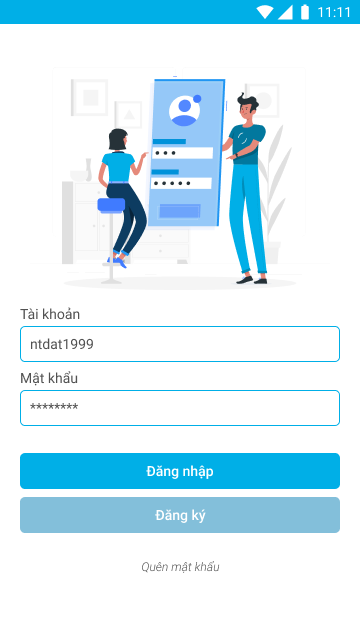 11:11
Tài khoản
ntdat1999
Mật khẩu
********
Đăng nhập
Đăng ký
Quên mật khẩu